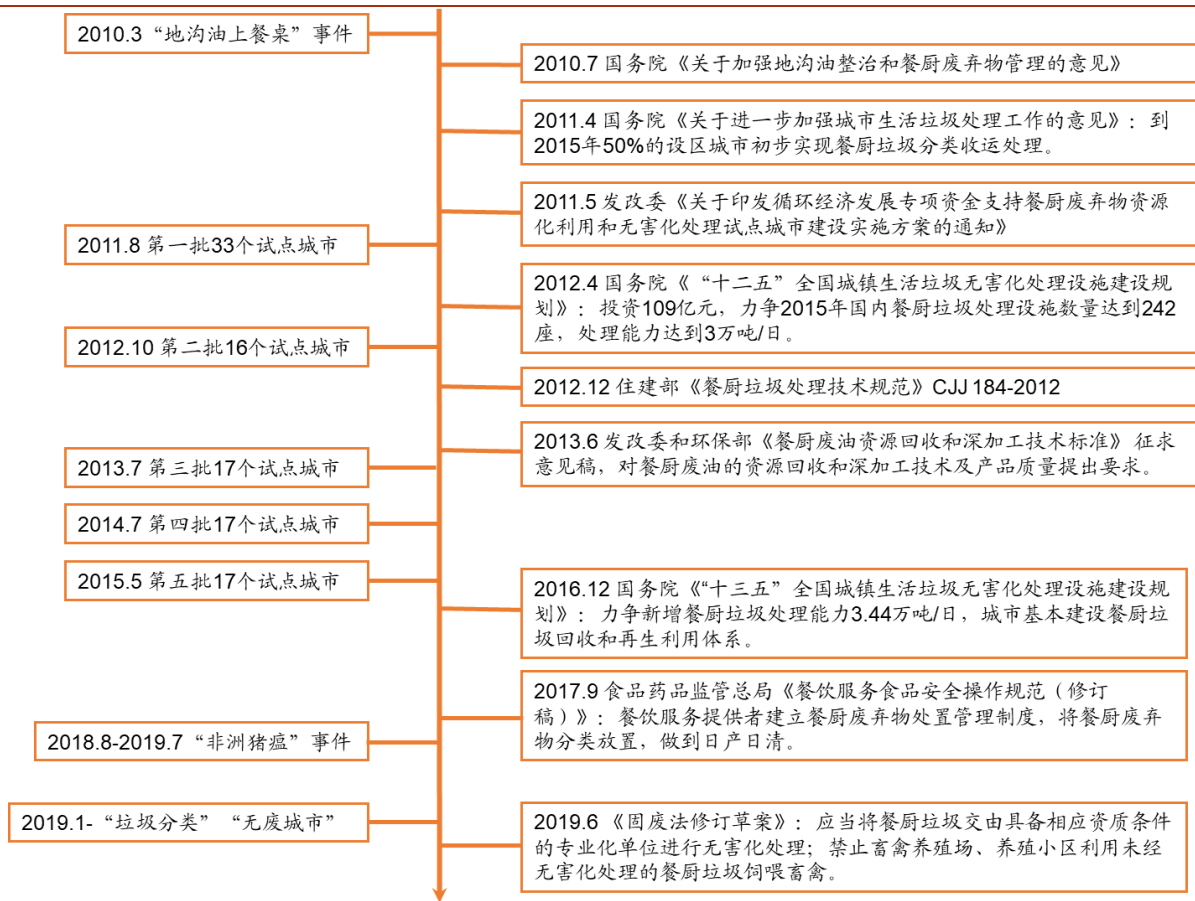 2010.3“地沟油上餐桌”事件
2010.7 国务院《关于加强地沟油整治和餐厨废弃物管理的意见》
2011.4 国务院《关于进一步加强城市生活垃圾处理工作的意见》：到
2015年50%的设区城市初步实现餐厨垃圾分类收运处理。
2011.5 发改委《关于印发循环经济发展专项资金支持餐厨废弃物资源
化利用和无害化处理试点城市建设实施方案的通知》
2011.8 第一批33个试点城市
2012.4 国务院《“十二五”全国城镇生活垃圾无害化处理设施建设规
划》：投资109亿元，力争2015年国内餐厨垃圾处理设施数量达到242
座，处理能力达到3万吨/日。
2012.10 第二批16个试点城市
2012.12 住建部《餐厨垃圾处理技术规范》CJJ 184-2012
2013.6 发改委和环保部《餐厨废油资源回收和深加工技术标准》征求
意见稿，对餐厨废油的资源回收和深加工技术及产品质量提出要求。
2013.7 第三批17个试点城市
2014.7 第四批17个试点城市
2015.5 第五批17个试点城市
2016.12 国务院《“十三五”全国城镇生活垃圾无害化处理设施建设规
划》：力争新增餐厨垃圾处理能力3.44万吨/日，城市基本建设餐厨垃
圾回收和再生利用体系。
2017.9 食品药品监管总局《餐饮服务食品安全操作规范（修订
稿）》：餐饮服务提供者建立餐厨废弃物处置管理制度，将餐厨废弃
物分类放置，做到日产日清。
2018.8-2019.7“非洲猪瘟”事件
2019.1-“垃圾分类”“无废城市”
2019.6 《固废法修订草案》：应当将餐厨垃圾交由具备相应资质条件
的专业化单位进行无害化处理；禁止畜禽养殖场、养殖小区利用未经
无害化处理的餐厨垃圾饲喂畜禽。